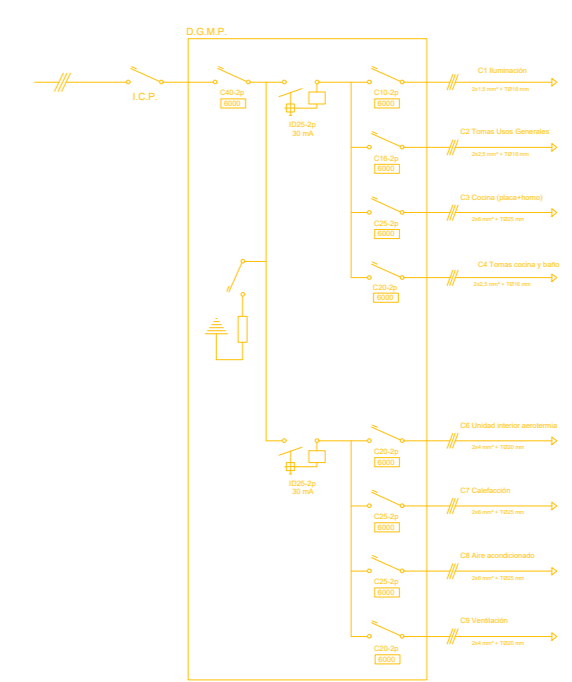 D.G.M.P.
I.C.P.
C40-2p
6000
ID25-2p
30 mA
C10-2p
6000
C1 Iluminación
2x1,5 mm² + TØ16 mm
C16-2p
6000
C2 Tomas Usos Generales
2x2,5 mm² + TØ16 mm
C25-2p
6000
C3 Cocina (placa+horno)
2x6 mm² + TØ25 mm
C20-2p
6000
C4 Tomas cocina y baño
2x2,5 mm² + TØ16 mm
ID25-2p
30 mA
C20-2p
6000
C6 Unidad interior aerotermia
2x4 mm² + TØ20 mm
C25-2p
6000
C7 Calefacción
2x6 mm² + TØ25 mm
C25-2p
6000
C8 Aire acondicionado
2x6 mm² + TØ25 mm
C20-2p
6000
C9 Ventilación
2x4 mm² + TØ20 mm